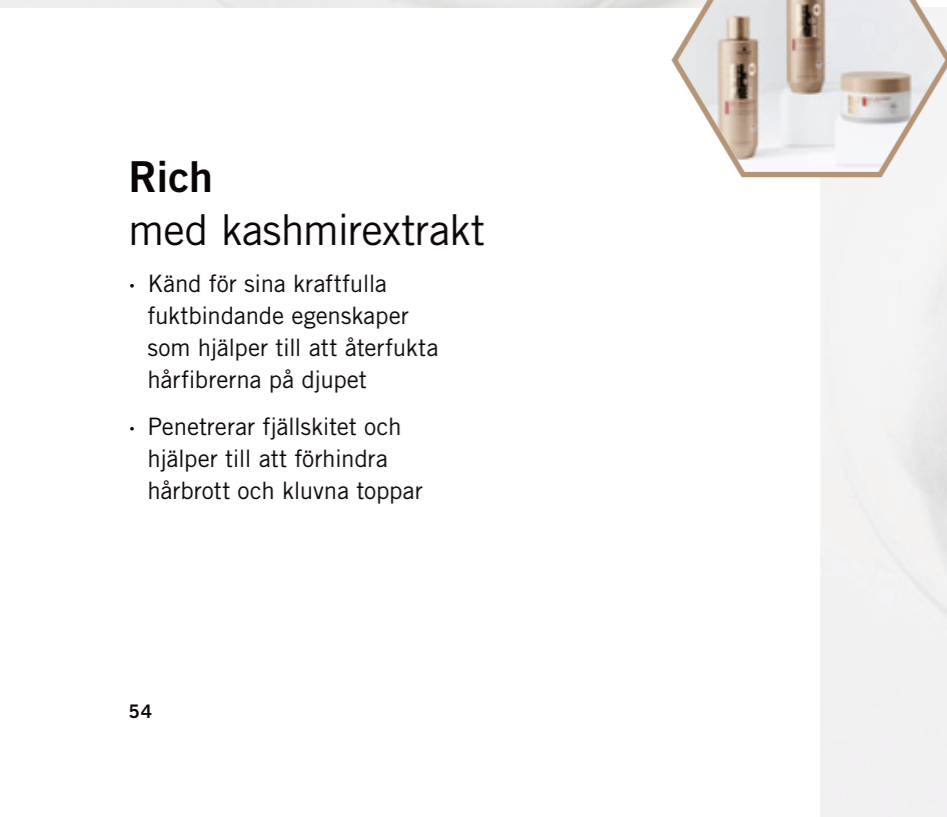 Rich
med kashmirextrakt
· Känd för sina kraftfulla
fuktbindande egenskaper
som hjälper till att återfukta
hårfibrerna på djupet
· Penetrerar fjällskitet och
hjälper till att förhindra
hårbrott och kluvna toppar
54